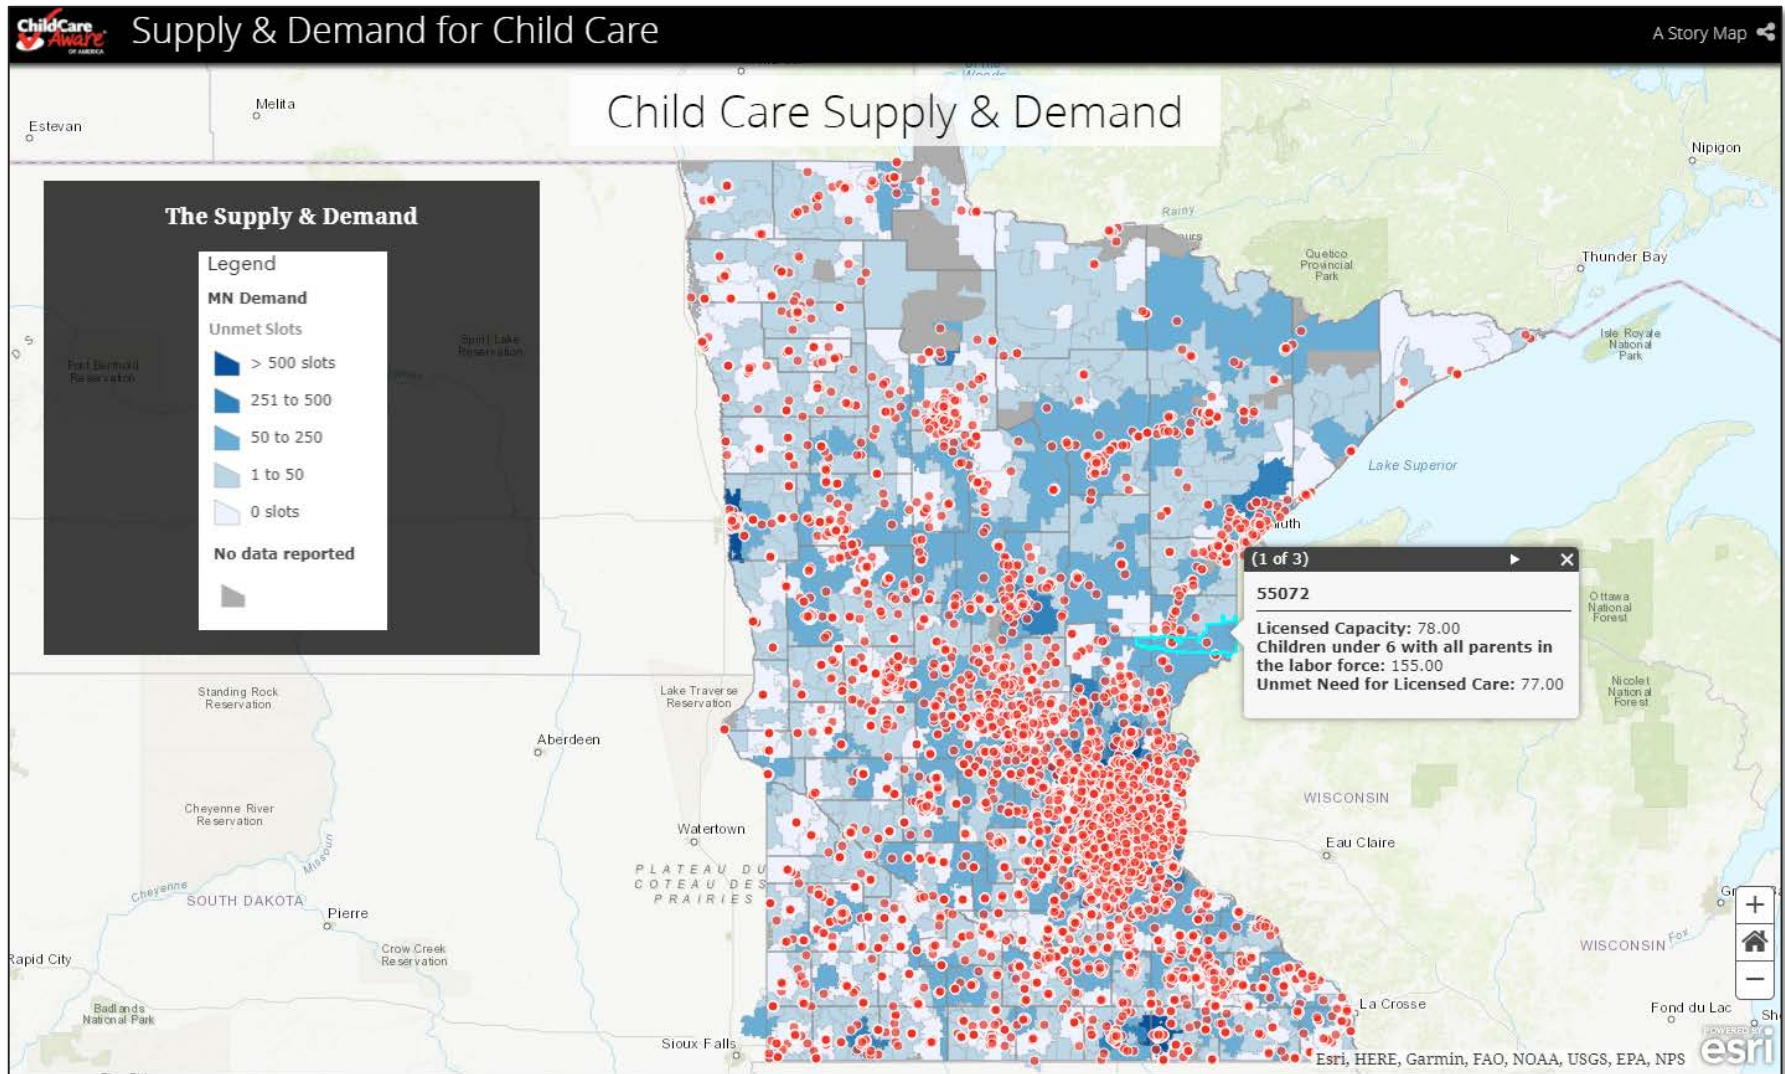 ChildCare
Aware
OF AMERICA
Supply & Demand for Child Care
A Story Map
Child Care Supply & Demand
Woods
Melita
Estevan
Nipigon
The Supply & Demand
Legend
MN Demand
Unmet Slots
> 500 slots
251 to 500
50 to 250
1 to 50
0 slots
No data reported
Spirit Lake
Reservation
Fort Berthold
Reservation
Rainy
Quetico
Provincial
Park
Thunder Bay
Isle Royale
National
Park
Lake Superior
(1 of 3)
55072
Licensed Capacity: 78.00
Children under 6 with all parents in
the labor force: 155.00
Unmet Need for Licensed Care: 77.00
Ottawa
National
Forest
Nicolet
National
Forest
Standing Rock
Reservation
Lake Traverse
Reservation
Aberdeen
Cheyenne River
Reservation
WISCONSIN
Watertown
Eau Claire
Missouri
PLATEAU DU
COTEAU DES
PRAIRIES
Cheyenne
SOUTH DAKOTA
Pierre
Crow Creek
Reservation
Rapid City
WISCONSIN
Fox
Badlands
National Park
La Crosse
Fond du Lac
Sioux Falls
Esri, HERE, Garmin, FAO, NOAA, USGS, EPA, NPS
POWERED BY
esri